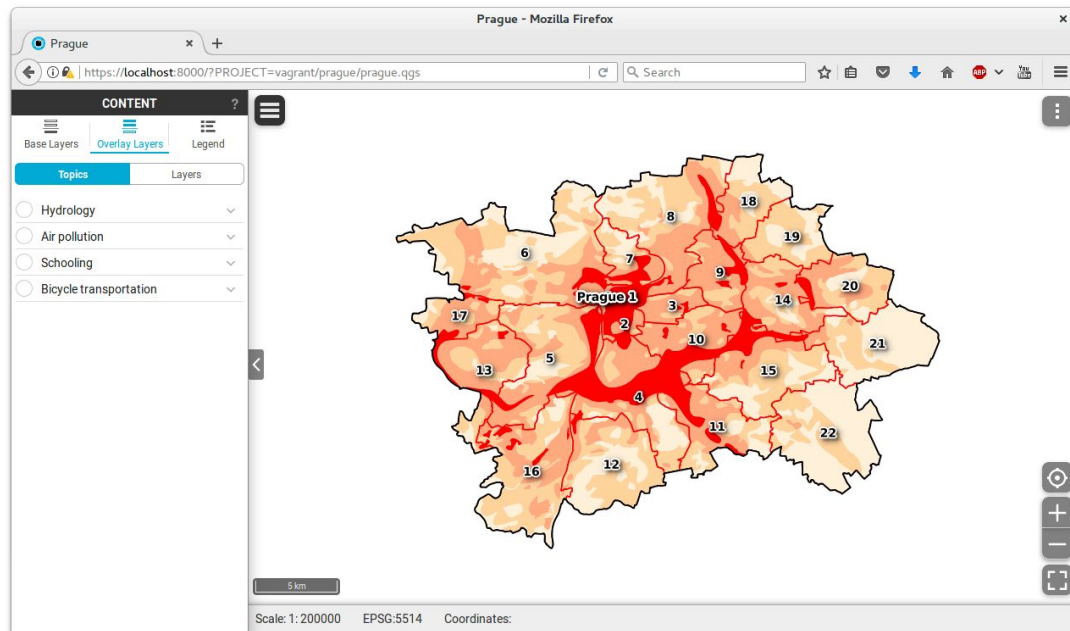 Prague - Mozilla Firefox
Prague
https://localhost:8000/?PROJECT=vagrant/prague/prague.qgs
Search
ABP
You Tube
CONTENT ?
Base Layers Overlay Layers Legend
Topics Layers
Hydrology
Air pollution
Schooling
Bicycle transportation
18
8
19
6
7
9
20
Prague 1
14
3
17
2
10
21
5
13
15
4
11
22
12
16
5 km
Scale: 1: 200000 EPSG:5514 Coordinates: